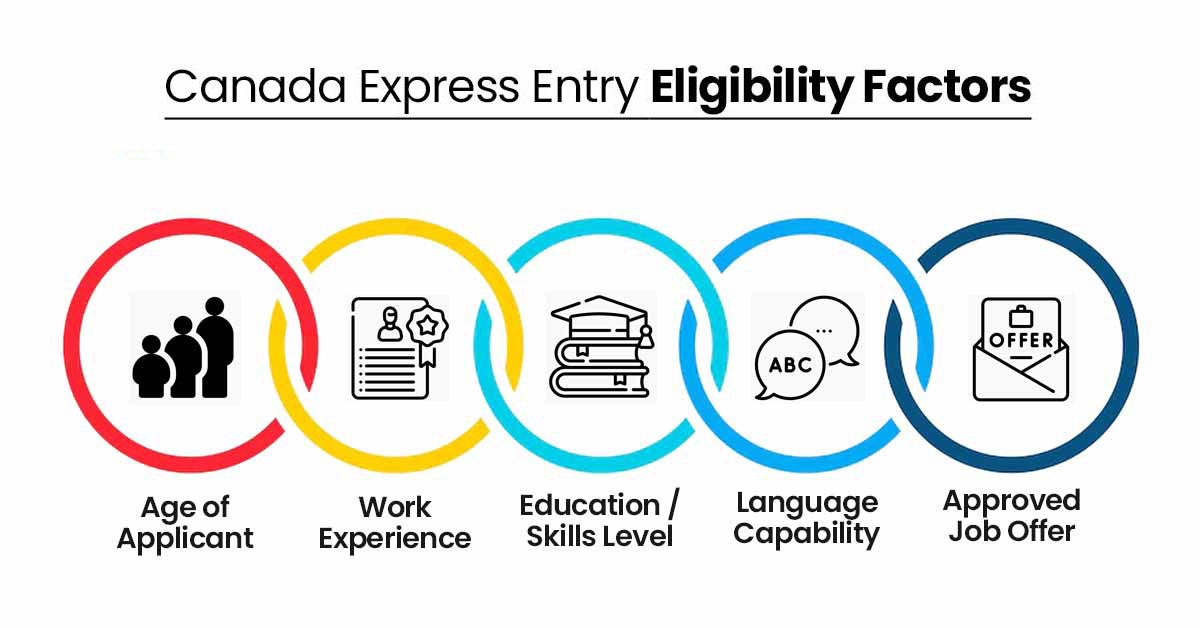 Canada Express Entry Eligibility Factors
ABC
...
OFFER
Age of
Applicant
Work
Experience
Education /
Skills Level
Language
Capability
Approved
Job Offer